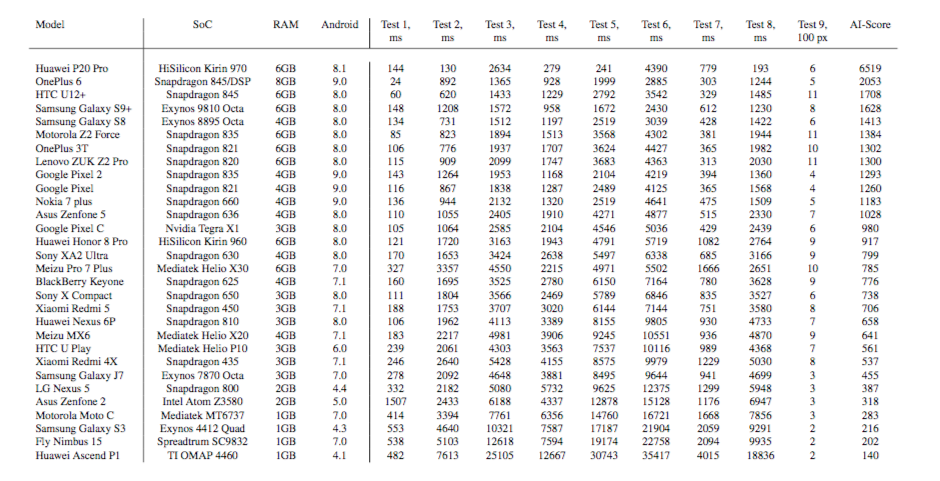 Model SoC RAM Android Test 1, ms Test 2, ms Test 3, ms Test 4, ms Test 5, ms Test 6, ms Test 7, ms Test 8, ms Test 9, 100 px AI-Score
Huawei P20 Pro HiSilicon Kirin 970 6GB 8.1 144 130 2634 279 241 4390 779 193 6 6519
OnePlus 6 Snapdragon 845/DSP 8GB 9.0 24 892 1365 928 1999 2885 303 1244 5 2053
HTC U12+ Snapdragon 845 6GB 8.0 60 620 1433 1229 2792 3542 329 1485 11 1708
Samsung Galaxy S9+ Exynos 9810 Octa 6GB 8.0 148 1208 1572 958 1672 2430 612 1230 8 1628
Samsung Galaxy S8 Exynos 8895 Octa 4GB 8.0 134 731 1512 1197 2519 3039 428 1422 6 1413
Motorola Z2 Force Snapdragon 835 6GB 8.0 85 823 1894 1513 3568 4302 381 1944 11 1384
OnePlus 3T Snapdragon 821 6GB 8.0 106 776 1937 1707 3624 4427 365 1982 10 1302
Lenovo ZUK Z2 Pro Snapdragon 820 6GB 8.0 115 909 2099 1747 3683 4363 313 2030 11 1300
Google Pixel 2 Snapdragon 835 4GB 9.0 143 1264 1953 1168 2104 4219 394 1360 4 1293
Google Pixel Snapdragon 821 4GB 9.0 116 867 1838 1287 2489 4125 365 1568 4 1260
Nokia 7 plus Snapdragon 660 4GB 9.0 136 944 2132 1320 2519 4641 475 1509 5 1183
Asus Zenfone 5 Snapdragon 636 4GB 8.0 110 1055 2405 1910 4271 4877 515 2330 7 1028
Google Pixel C Nvidia Tegra X1 3GB 8.0 105 1064 2585 2104 4546 5036 429 2439 6 980
Huawei Honor 8 Pro HiSilicon Kirin 960 6GB 8.0 121 1720 3163 1943 4791 5719 1082 2764 9 917
Sony XA2 Ultra Snapdragon 630 4GB 8.0 170 1653 3424 2638 5497 6338 685 3166 9 799
Meizu Pro 7 Plus Mediatek Helio X30 6GB 7.0 327 3357 4550 2215 4971 5502 1666 2651 10 785
BlackBerry Keyone Snapdragon 625 4GB 7.1 160 1695 3525 2780 6150 7164 780 3628 9 776
Sony X Compact Snapdragon 650 3GB 8.0 111 1804 3566 2469 5789 6846 835 3527 6 738
Xiaomi Redmi 5 Snapdragon 450 3GB 7.1 188 1753 3707 3020 6144 7144 751 3580 8 706
Huawei Nexus 6P Snapdragon 810 3GB 8.0 106 1962 4113 3389 8155 9805 930 4733 7 658
Meizu MX6 Mediatek Helio X20 4GB 7.1 183 2217 4981 3906 9245 10551 936 4870 9 641
HTC U Play Mediatek Helio P10 3GB 6.0 239 2061 4303 3563 7537 10116 989 4368 7 561
Xiaomi Redmi 4X Snapdragon 435 3GB 7.1 246 2640 5428 4155 8575 9979 1229 5030 8 537
Samsung Galaxy J7 Exynos 7870 Octa 3GB 7.0 278 2092 4648 3881 8495 9644 941 4699 3 455
LG Nexus 5 Snapdragon 800 2GB 4.4 332 2182 5080 5732 9625 12375 1299 5948 3 387
Asus Zenfone 2 Intel Atom Z3580 2GB 5.0 1507 2433 6188 4337 12878 15128 1176 6947 3 318
Motorola Moto C Mediatek MT6737 1GB 7.0 414 3394 7761 6356 14760 16721 1668 7856 3 283
Samsung Galaxy S3 Exynos 4412 Quad 1GB 4.3 553 4640 10321 7587 17187 21904 2059 9291 2 216
Fly Nimbus 15 Spreadtrum SC9832 1GB 7.0 538 5103 12618 7594 19174 22758 2094 9935 2 202
Huawei Ascend P1 TI OMAP 4460 1GB 4.1 482 7613 25105 12667 30743 35417 4015 18836 2 140